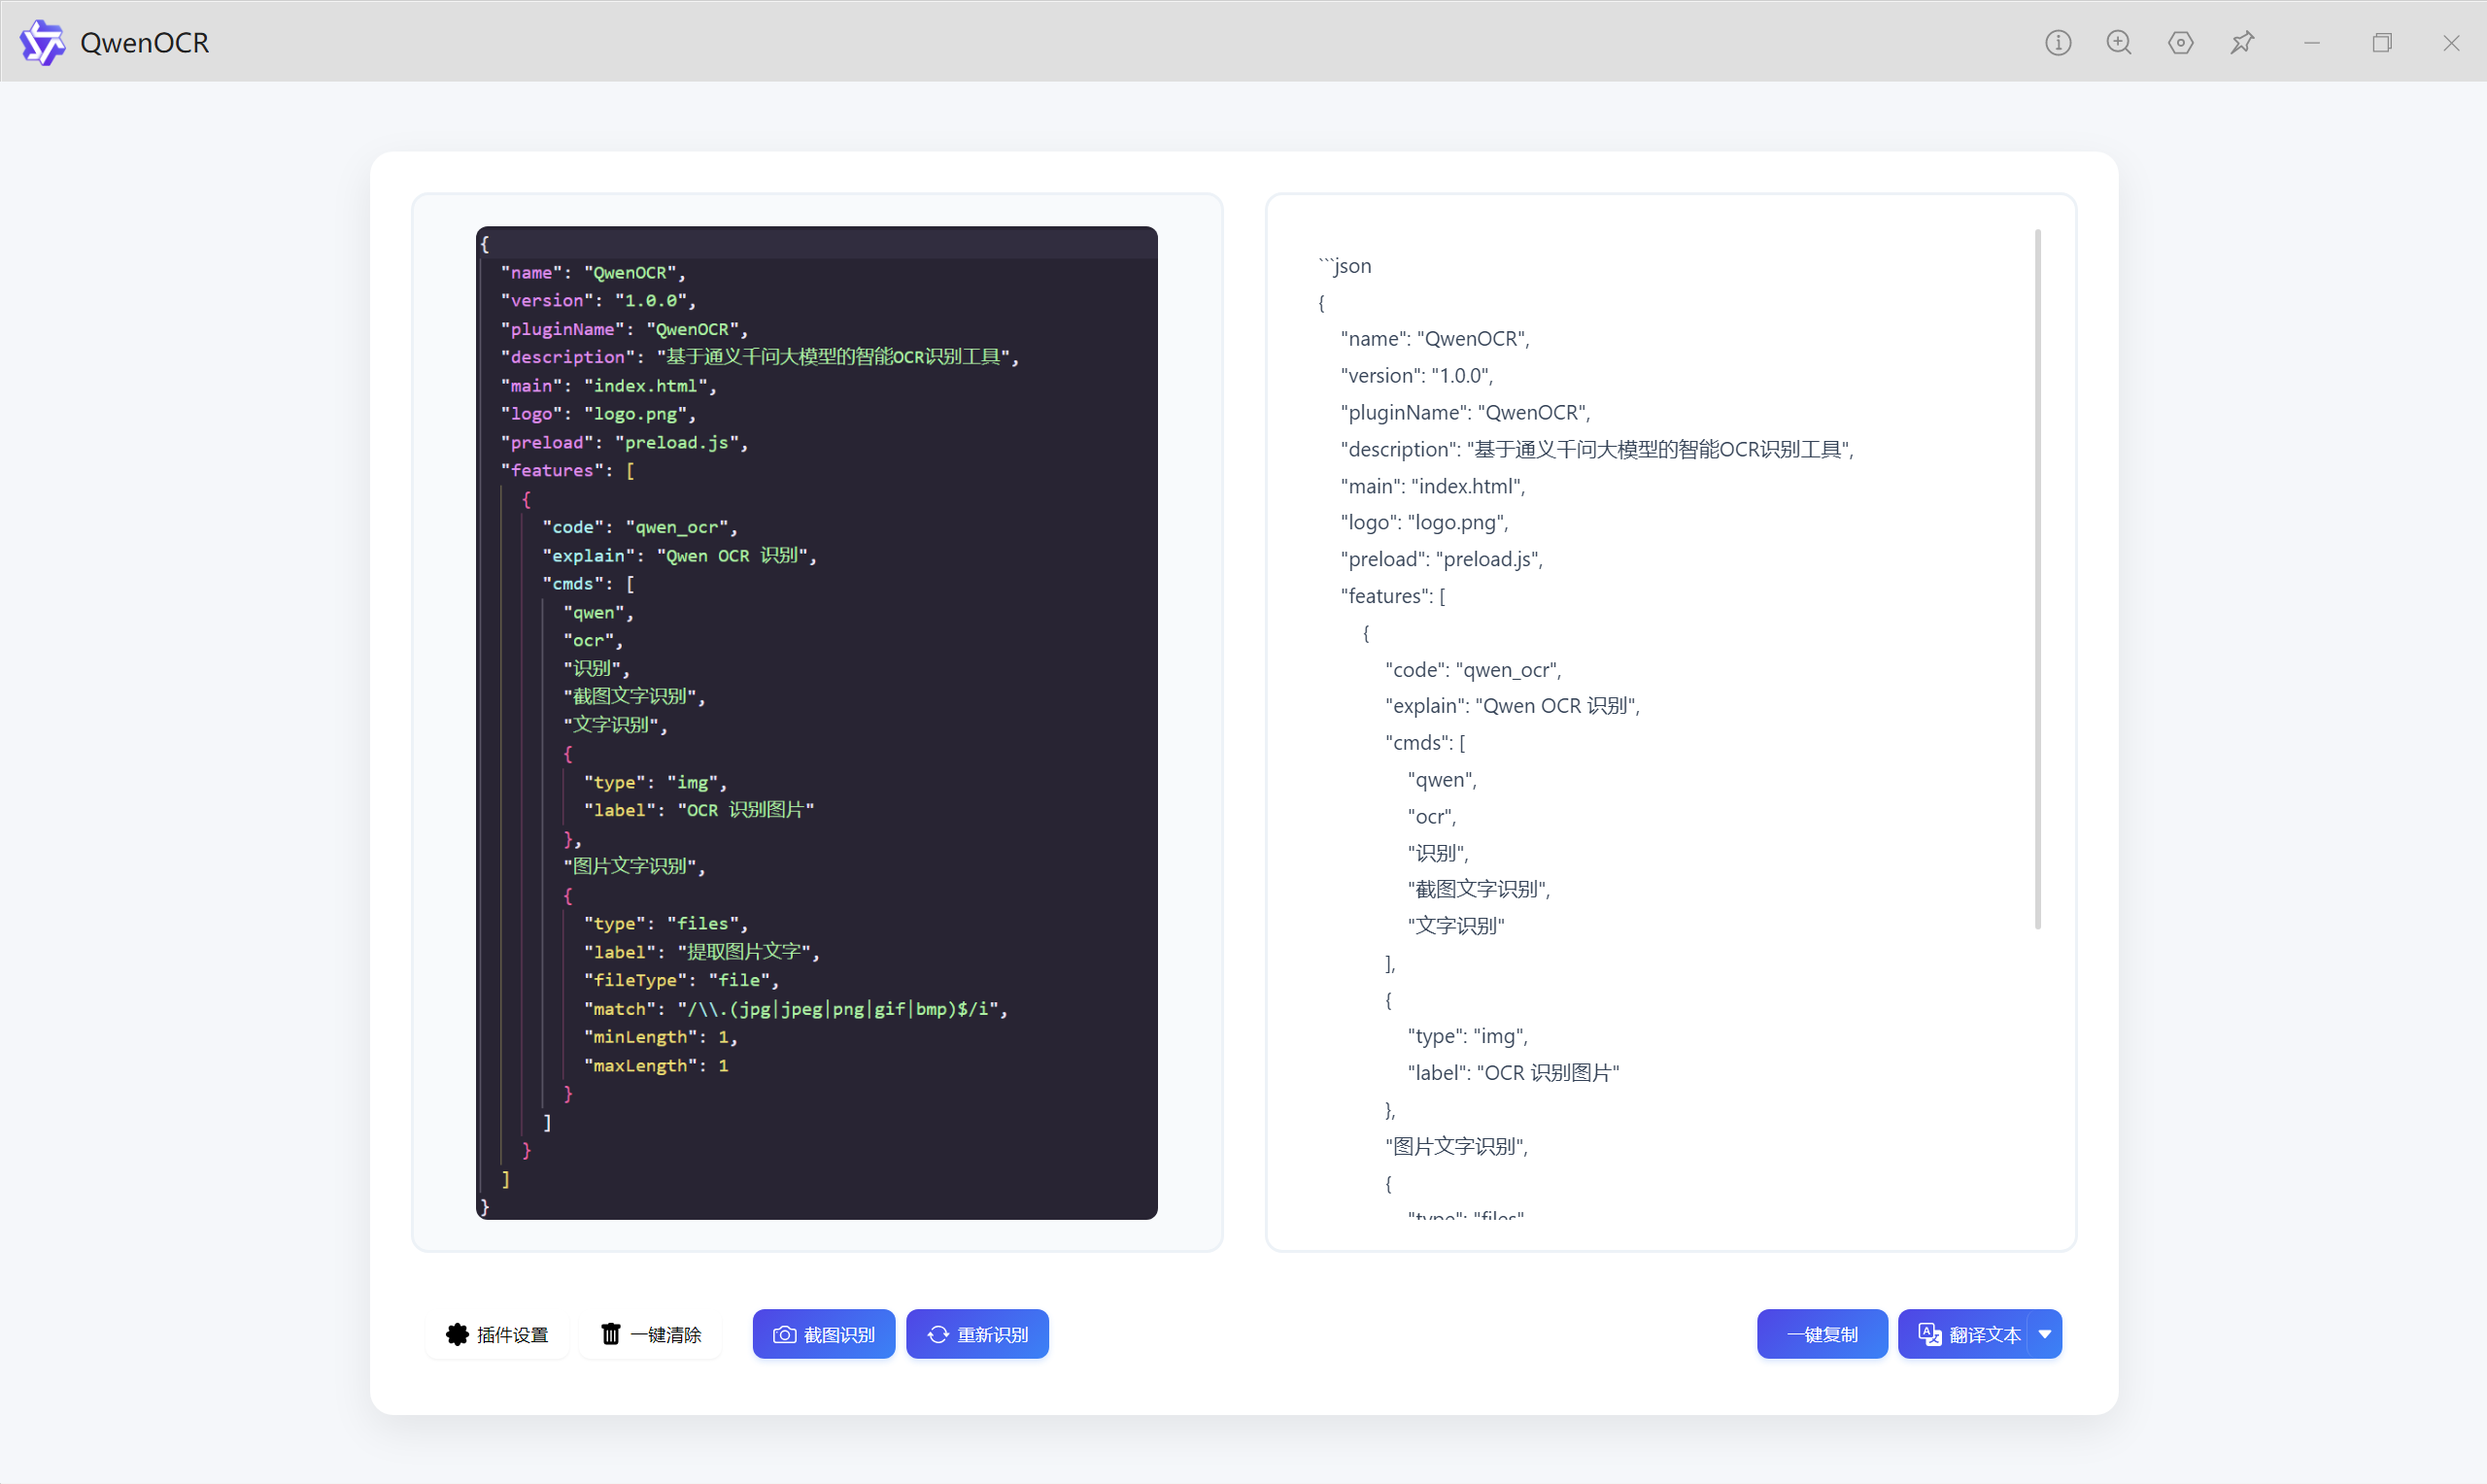 QwenOCR
{
  "name": "QwenOCR",
  "version": "1.0.0",
  "pluginName": "QwenOCR",
  "description": "基于通义千问大模型的智能OCR识别工具",
  "main": "index.html",
  "logo": "logo.png",
  "preload": "preload.js",
  "features": [
    {
      "code": "qwen_ocr",
      "explain": "Qwen OCR 识别",
      "cmds": [
        "qwen",
        "ocr",
        "识别",
        "截图文字识别",
        "文字识别",
        {
          "type": "img",
          "label": "OCR 识别图片"
        },
        "图片文字识别",
        {
          "type": "files",
          "label": "提取图片文字",
          "fileType": "file",
          "match": "/\\.(jpg|jpeg|png|gif|bmp)$/i",
          "minLength": 1,
          "maxLength": 1
        }
      ]
    }
  ]
}
```json
{
    "name": "QwenOCR",
    "version": "1.0.0",
    "pluginName": "QwenOCR",
    "description": "基于通义千问大模型的智能OCR识别工具",
    "main": "index.html",
    "logo": "logo.png",
    "preload": "preload.js",
    "features": [
        {
            "code": "qwen_ocr",
            "explain": "Qwen OCR 识别",
            "cmds": [
                "qwen",
                "ocr",
                "识别",
                "截图文字识别",
                "文字识别"
            ],
            {
                "type": "img",
                "label": "OCR 识别图片"
            },
            "图片文字识别",
            {
                "type": "files"
插件设置 一键清除 截图识别 重新识别 一键复制 翻译文本